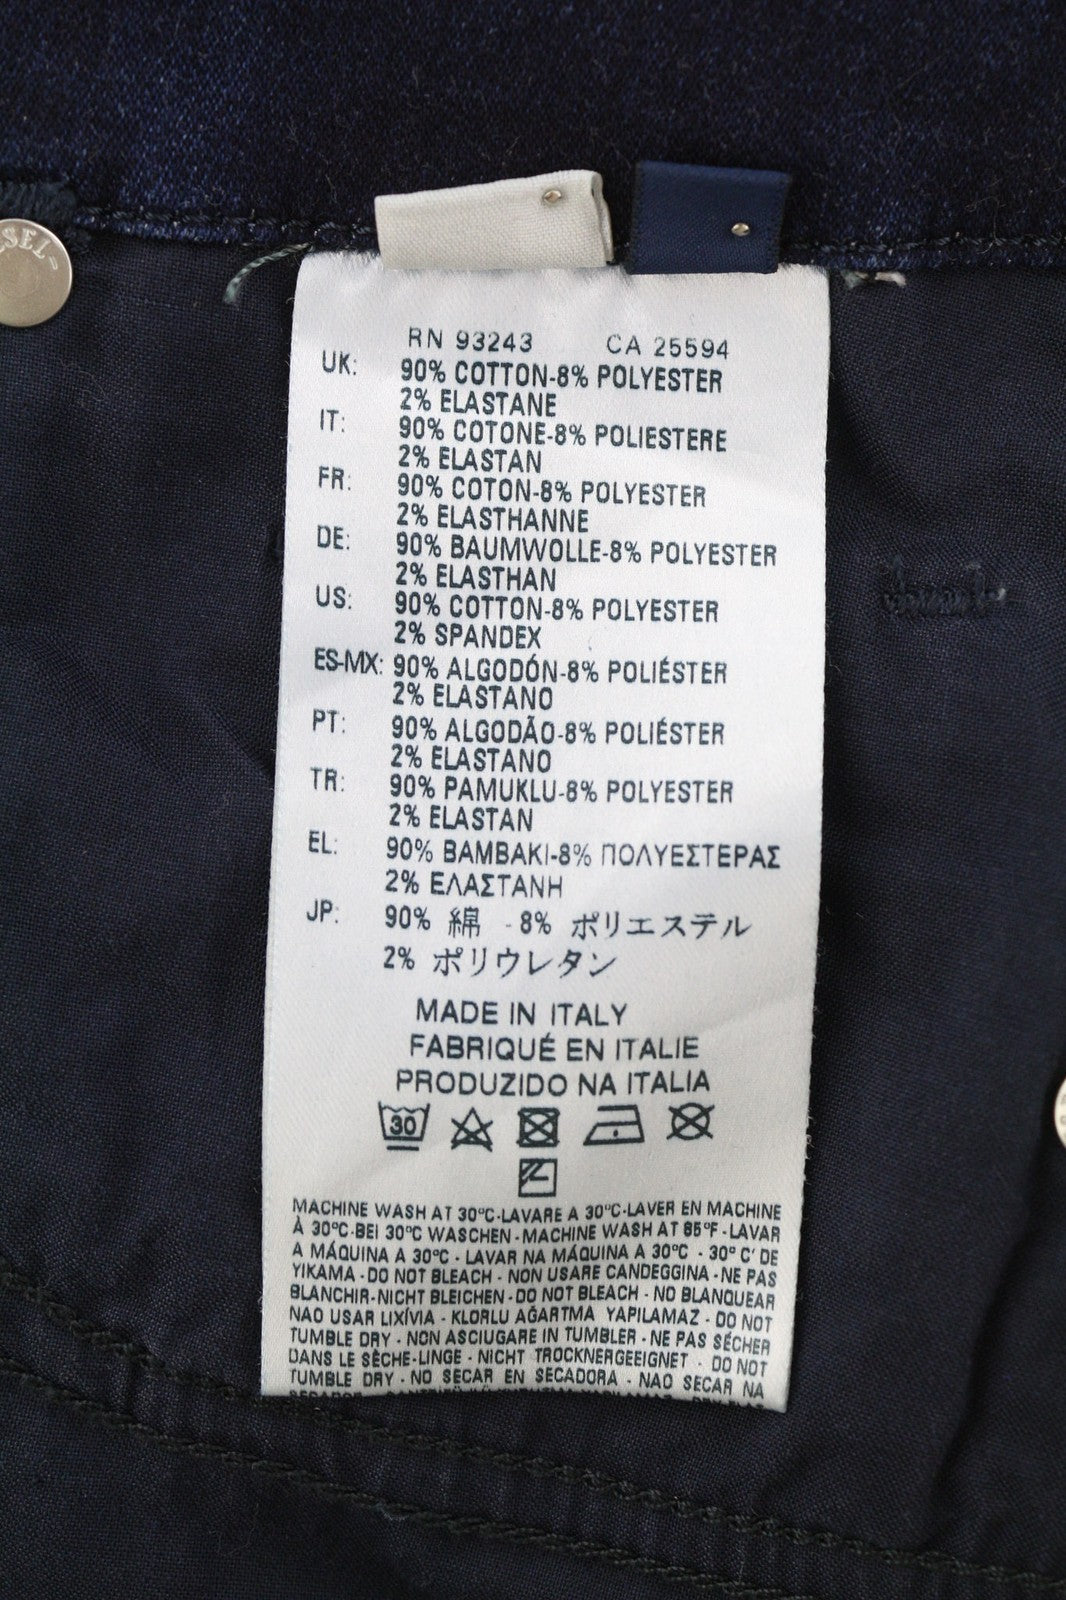 RN 93243 CA 25594
UK: 90% COTTON-8% POLYESTER
2% ELASTANE
IT: 90% COTONE-8% POLIESTERE
2% ELASTAN
FR: 90% COTON-8% POLYESTER
2% ELASTHANNE
DE: 90% BAUMWOLLE-8% POLYESTER
2% ELASTHAN
US: 90% COTTON-8% POLYESTER
2% SPANDEX
ES-MX: 90% ALGODÓN-8% POLIÉSTER
2% ELASTANO
PT: 90% ALGODÃO-8% POLIÉSTER
2% ELASTANO
TR: 90% PAMUKLU-8% POLYESTER
2% ELASTAN
EL: 90% BAMBAKI-8% ΠΟΛΥΕΣΤΕΡΑΣ
2% ΕΛΑΣΤΑΝΗ
JP: 90% 綿 -8% ポリエステル
2% ポリウレタン
MADE IN ITALY
FABRIQUÉ EN ITALIE
PRODUZIDO NA ITALIA
30
MACHINE WASH AT 30°C-LAVARE A 30°C-LAVER EN MACHINE
À 30°C-BEI 30°C WASCHEN-MACHINE WASH AT 85°F-LAVAR
A MÁQUINA A 30°C - LAVAR NA MÁQUINA A 30°C - 30° C' DE
YIKAMA - DO NOT BLEACH - NON USARE CANDEGGINA - NE PAS
BLANCHIR-NICHT BLEICHEN-DO NOT BLEACH - NO BLANQUEAR
NAO USAR LIXÍVIA - KLORLU AĞARTMA YAPILAMAZ - DO NOT
TUMBLE DRY - NON ASCIUGARE IN TUMBLER - NE PAS SÉCHER
DANS LE SÈCHE-LINGE - NICHT TROCKNERGEEIGNET - DO NOT
TUMBLE DRY - NO SECAR EN SECADORA - NAO SECAR NA